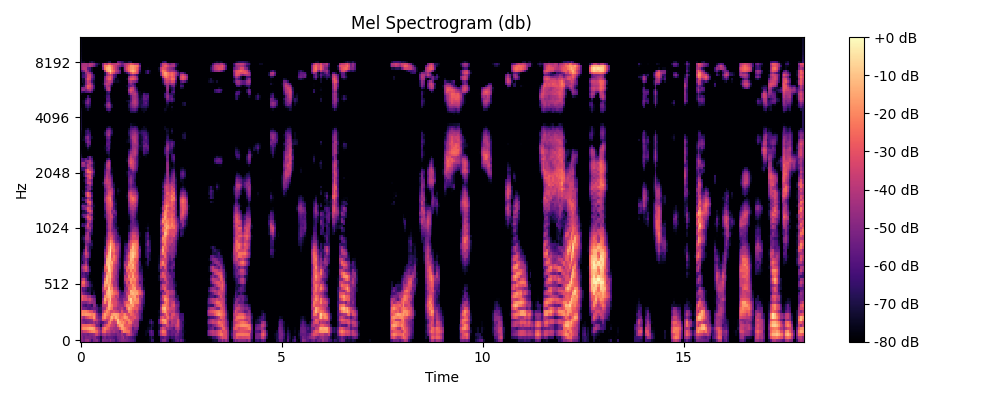 Mel Spectrogram (db)
8192
4096
2048
1024
512
0
Hz
0 5 10 15
Time
+0 dB
-10 dB
-20 dB
-30 dB
-40 dB
-50 dB
-60 dB
-70 dB
-80 dB